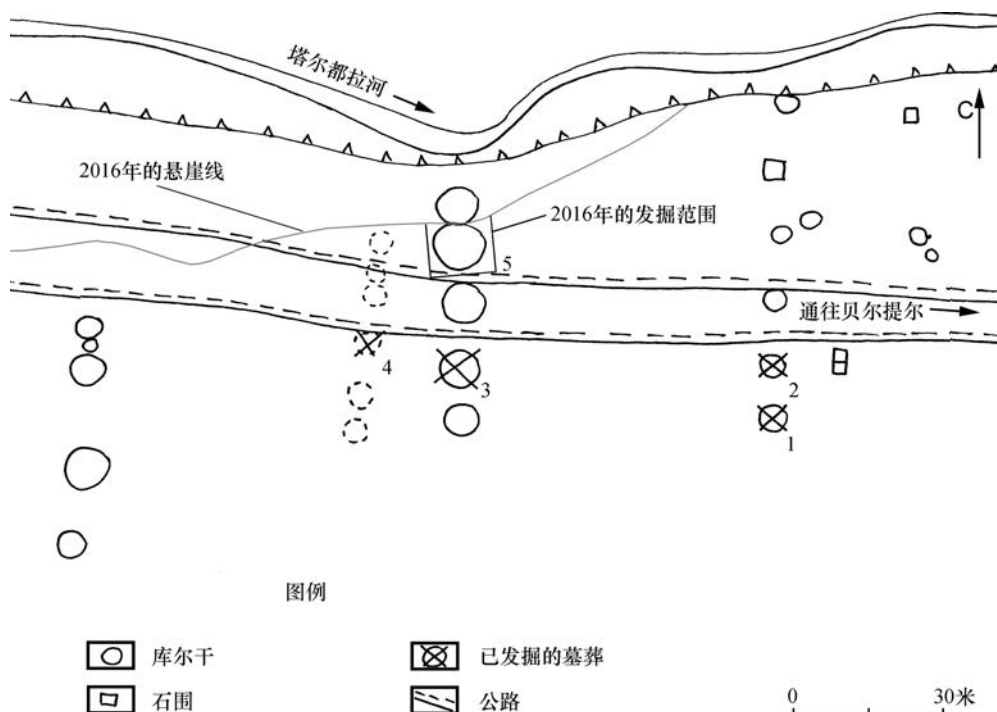 塔尔都拉河
C
2016年的悬崖线
2016年的发掘范围
5
通往贝尔提尔
4
3
2
1
图例
库尔干
已发掘的墓葬
石围
公路
0
30米